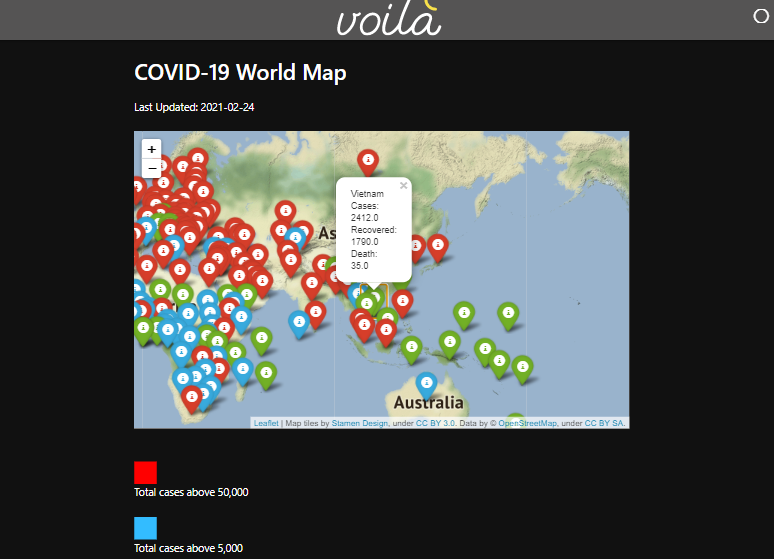 voilà
COVID-19 World Map
Last Updated: 2021-02-24
+
−
Vietnam
Cases:
2412.0
Recovered:
1790.0
Death:
35.0
×
As
Australia
Leaflet | Map tiles by Stamen Design, under CC BY 3.0. Data by © OpenStreetMap, under CC BY SA.
Total cases above 50,000
Total cases above 5,000